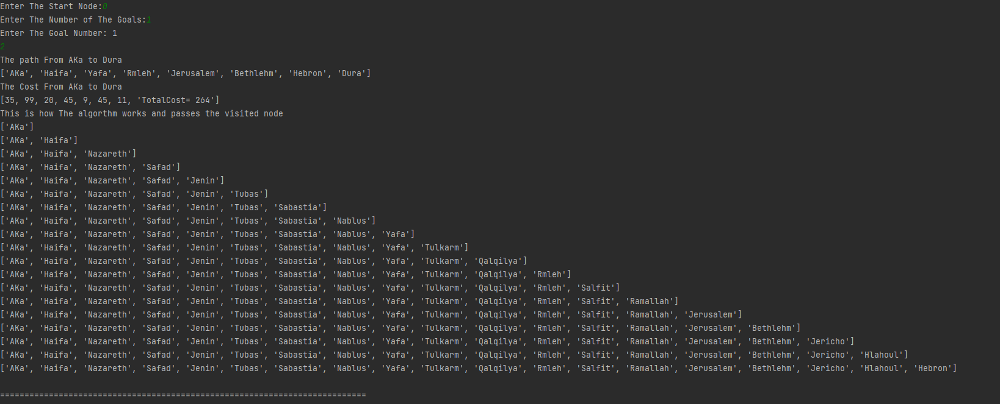 Enter The Start Node:0
Enter The Number of The Goals:1
Enter The Goal Number: 1
2
The path From AKa to Dura
['AKa', 'Haifa', 'Yafa', 'Rmleh', 'Jerusalem', 'Bethlehm', 'Hebron', 'Dura']
The Cost From AKa to Dura
[35, 99, 20, 45, 9, 45, 11, 'TotalCost= 264']
This is how The algorthm works and passes the visited node
['AKa']
['AKa', 'Haifa']
['AKa', 'Haifa', 'Nazareth']
['AKa', 'Haifa', 'Nazareth', 'Safad']
['AKa', 'Haifa', 'Nazareth', 'Safad', 'Jenin']
['AKa', 'Haifa', 'Nazareth', 'Safad', 'Jenin', 'Tubas']
['AKa', 'Haifa', 'Nazareth', 'Safad', 'Jenin', 'Tubas', 'Sabastia']
['AKa', 'Haifa', 'Nazareth', 'Safad', 'Jenin', 'Tubas', 'Sabastia', 'Nablus']
['AKa', 'Haifa', 'Nazareth', 'Safad', 'Jenin', 'Tubas', 'Sabastia', 'Nablus', 'Yafa']
['AKa', 'Haifa', 'Nazareth', 'Safad', 'Jenin', 'Tubas', 'Sabastia', 'Nablus', 'Yafa', 'Tulkarm']
['AKa', 'Haifa', 'Nazareth', 'Safad', 'Jenin', 'Tubas', 'Sabastia', 'Nablus', 'Yafa', 'Tulkarm', 'Qalqilya']
['AKa', 'Haifa', 'Nazareth', 'Safad', 'Jenin', 'Tubas', 'Sabastia', 'Nablus', 'Yafa', 'Tulkarm', 'Qalqilya', 'Rmleh']
['AKa', 'Haifa', 'Nazareth', 'Safad', 'Jenin', 'Tubas', 'Sabastia', 'Nablus', 'Yafa', 'Tulkarm', 'Qalqilya', 'Rmleh', 'Salfit']
['AKa', 'Haifa', 'Nazareth', 'Safad', 'Jenin', 'Tubas', 'Sabastia', 'Nablus', 'Yafa', 'Tulkarm', 'Qalqilya', 'Rmleh', 'Salfit', 'Ramallah']
['AKa', 'Haifa', 'Nazareth', 'Safad', 'Jenin', 'Tubas', 'Sabastia', 'Nablus', 'Yafa', 'Tulkarm', 'Qalqilya', 'Rmleh', 'Salfit', 'Ramallah', 'Jerusalem']
['AKa', 'Haifa', 'Nazareth', 'Safad', 'Jenin', 'Tubas', 'Sabastia', 'Nablus', 'Yafa', 'Tulkarm', 'Qalqilya', 'Rmleh', 'Salfit', 'Ramallah', 'Jerusalem', 'Bethlehm']
['AKa', 'Haifa', 'Nazareth', 'Safad', 'Jenin', 'Tubas', 'Sabastia', 'Nablus', 'Yafa', 'Tulkarm', 'Qalqilya', 'Rmleh', 'Salfit', 'Ramallah', 'Jerusalem', 'Bethlehm', 'Jericho']
['AKa', 'Haifa', 'Nazareth', 'Safad', 'Jenin', 'Tubas', 'Sabastia', 'Nablus', 'Yafa', 'Tulkarm', 'Qalqilya', 'Rmleh', 'Salfit', 'Ramallah', 'Jerusalem', 'Bethlehm', 'Jericho', 'Hlahoul']
['AKa', 'Haifa', 'Nazareth', 'Safad', 'Jenin', 'Tubas', 'Sabastia', 'Nablus', 'Yafa', 'Tulkarm', 'Qalqilya', 'Rmleh', 'Salfit', 'Ramallah', 'Jerusalem', 'Bethlehm', 'Jericho', 'Hlahoul', 'Hebron']
===========================================================================